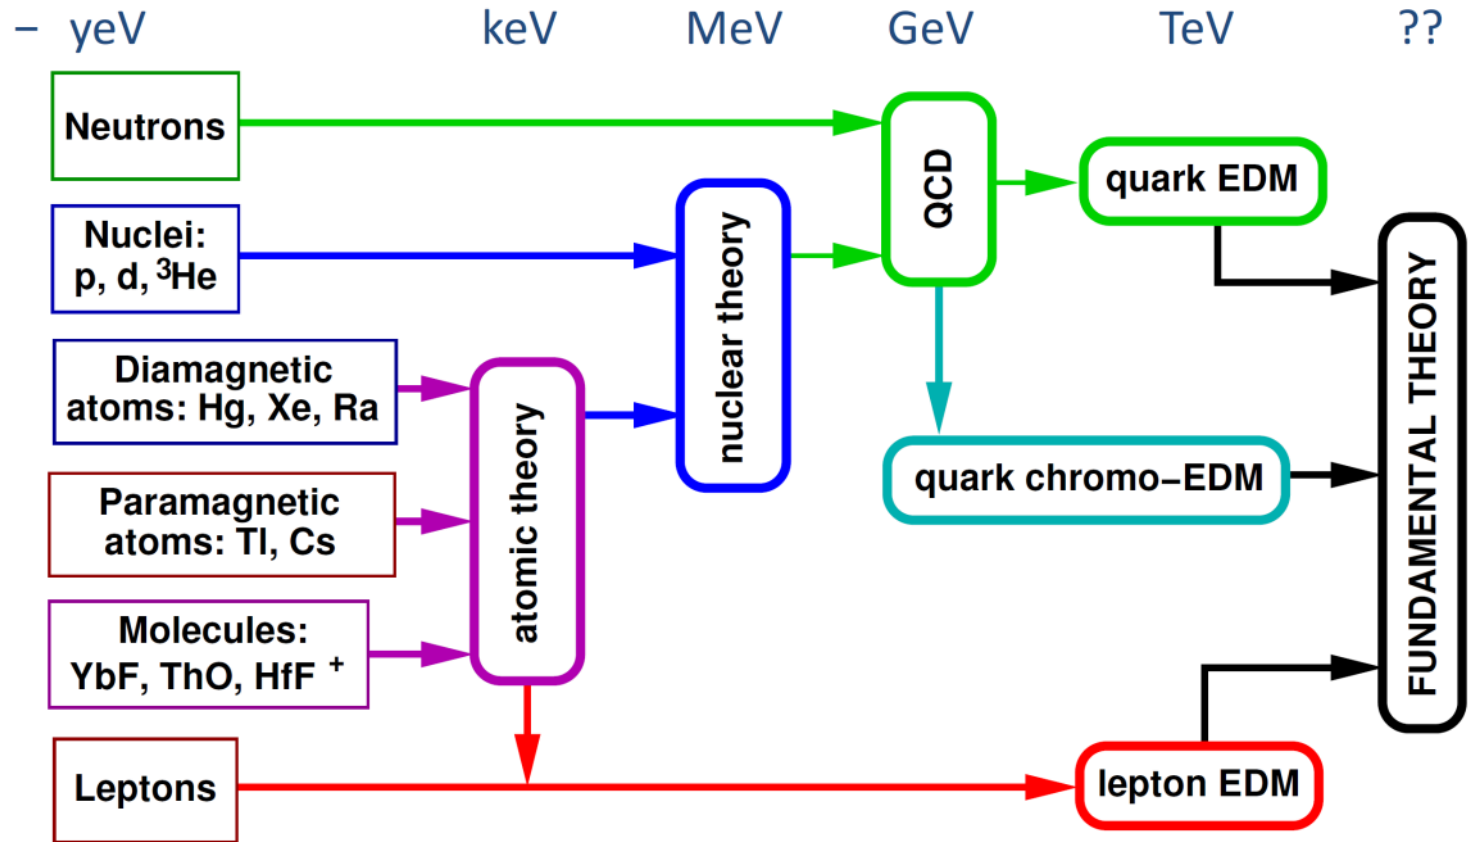 – yeV keV MeV GeV TeV ??
Neutrons
Nuclei:
p, d, ³He
Diamagnetic
atoms: Hg, Xe, Ra
Paramagnetic
atoms: Tl, Cs
Molecules:
YbF, ThO, HfF ⁺
Leptons
atomic theory
nuclear theory
QCD
quark EDM
quark chromo–EDM
lepton EDM
FUNDAMENTAL THEORY